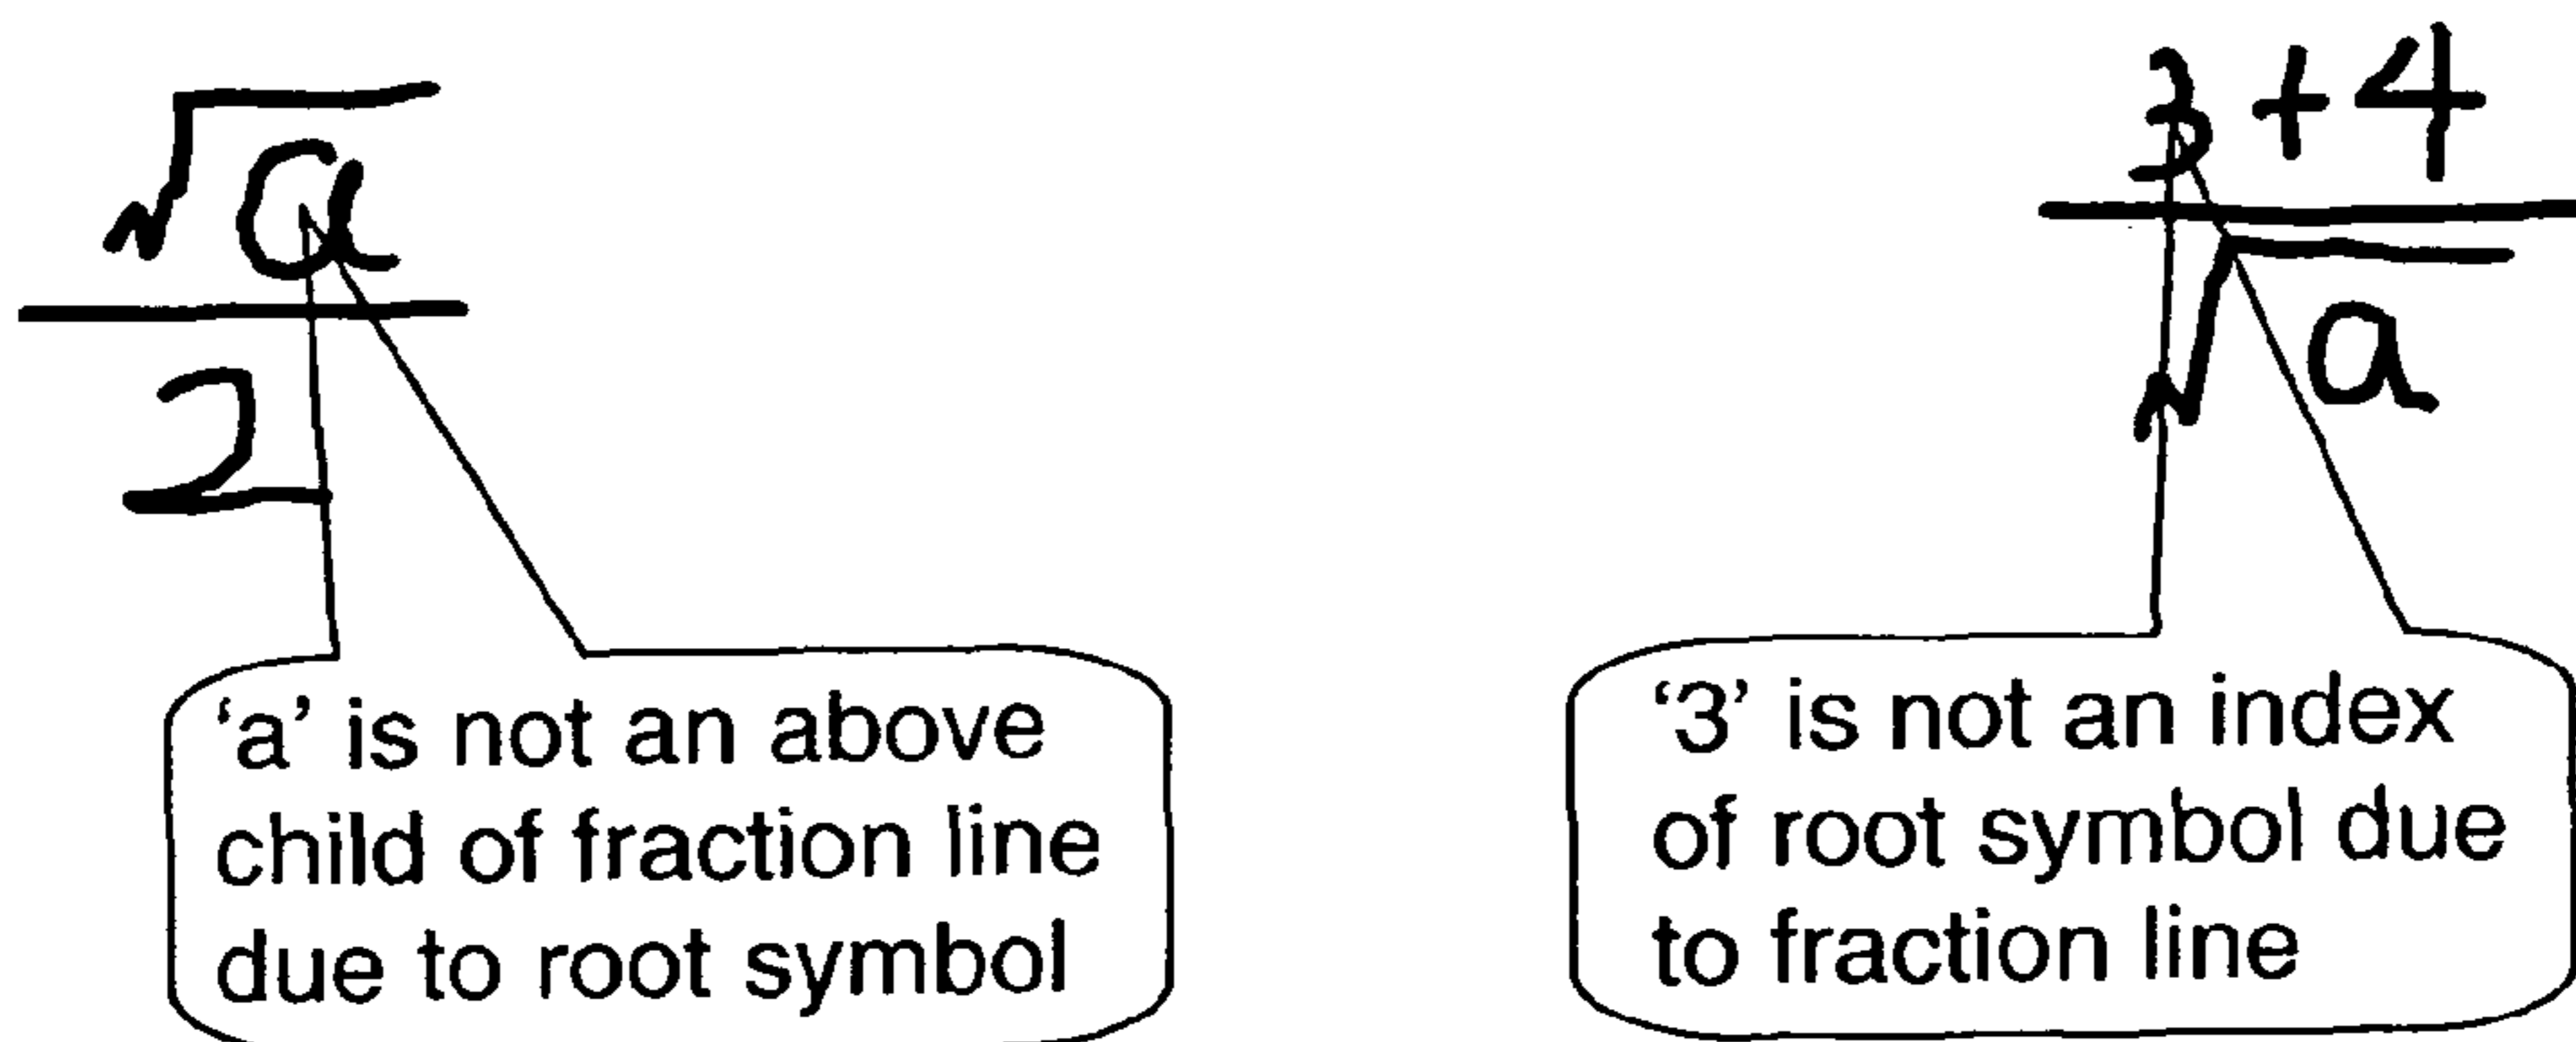 √a
2
3+4
√a
‘a’ is not an above
child of fraction line
due to root symbol
‘3’ is not an index
of root symbol due
to fraction line